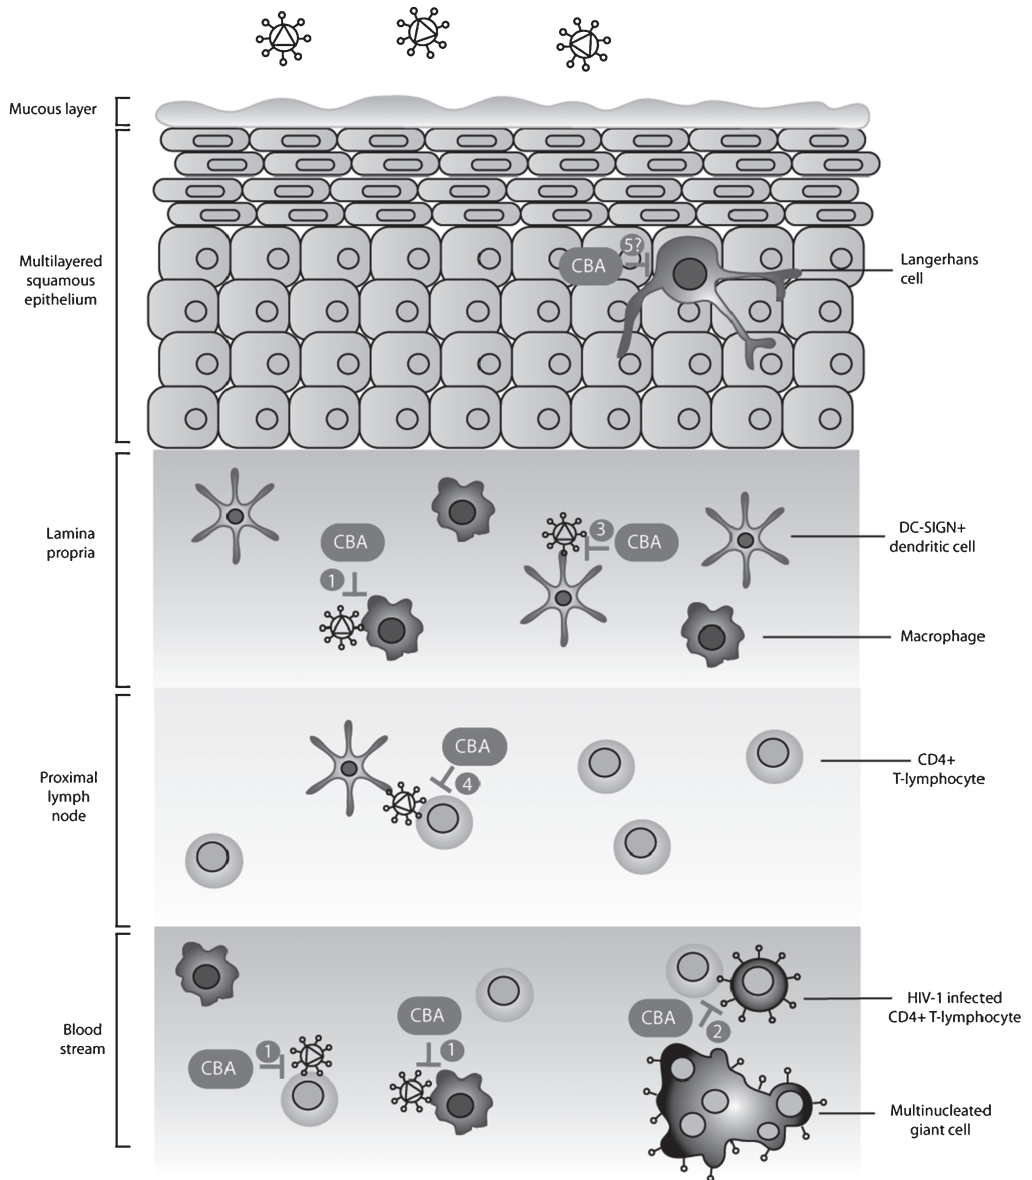 Mucous layer
Multilayered
squamous
epithelium
5?
CBA
Langerhans
cell
Lamina
propria
CBA
1
3
CBA
DC-SIGN+
dendritic cell
Macrophage
Proximal
lymph
node
CBA
4
CD4+
T-lymphocyte
Blood
stream
CBA
1
CBA
1
CBA
2
HIV-1 infected
CD4+ T-lymphocyte
Multinucleated
giant cell